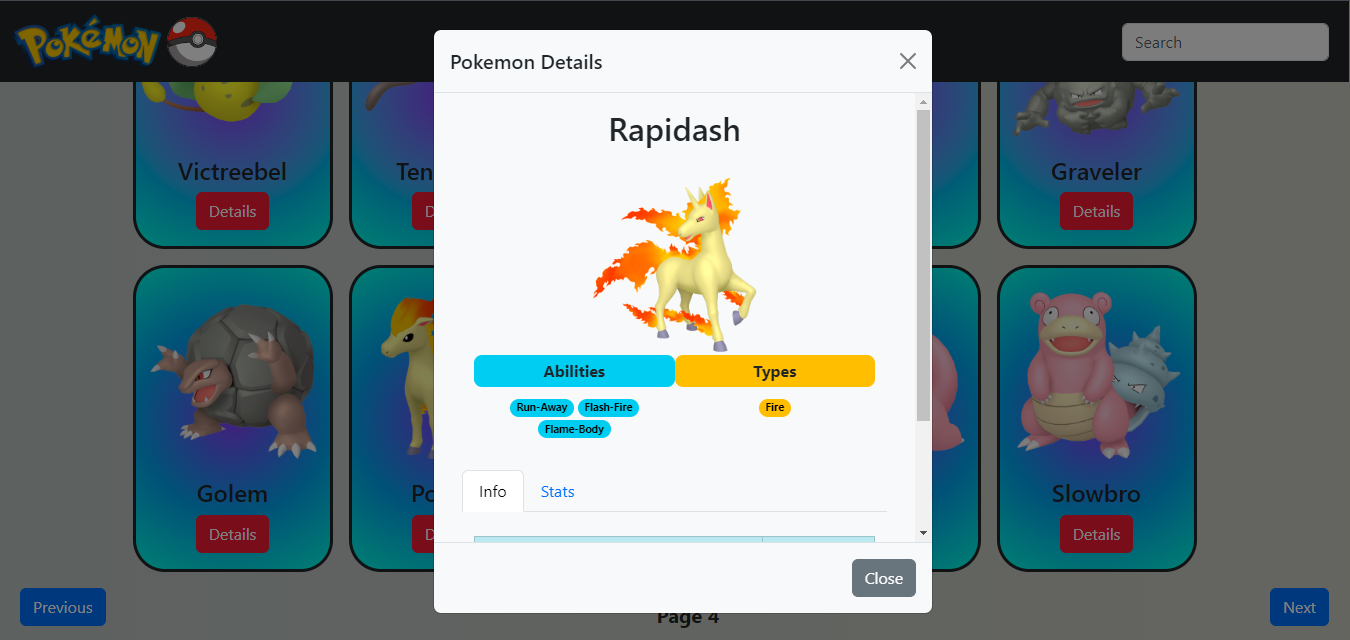 POKéMON
Search
Pokemon Details
Rapidash
Abilities
Types
Run-Away
Flash-Fire
Flame-Body
Fire
Info
Stats
Close
Victreebel
Details
Ten
D
Graveler
Details
Golem
Details
Po
D
Slowbro
Details
Previous
Page 4
Next